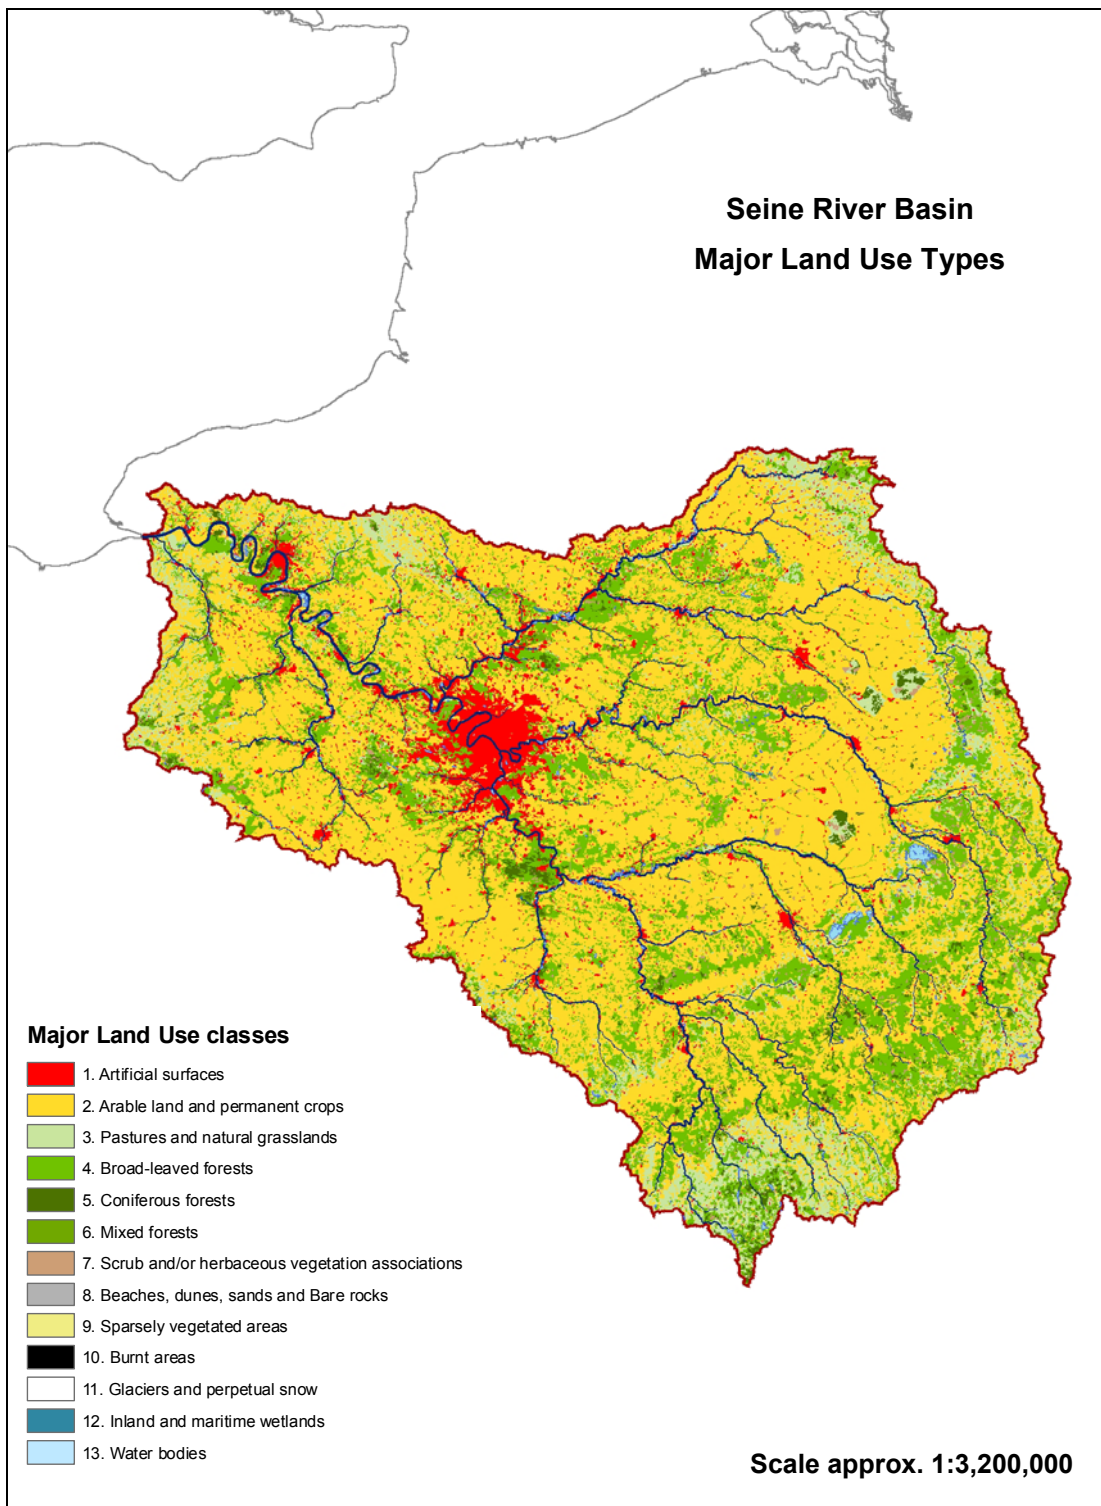 Seine River Basin
Major Land Use Types
Major Land Use classes
1. Artificial surfaces
2. Arable land and permanent crops
3. Pastures and natural grasslands
4. Broad-leaved forests
5. Coniferous forests
6. Mixed forests
7. Scrub and/or herbaceous vegetation associations
8. Beaches, dunes, sands and Bare rocks
9. Sparsely vegetated areas
10. Burnt areas
11. Glaciers and perpetual snow
12. Inland and maritime wetlands
13. Water bodies
Scale approx. 1:3,200,000